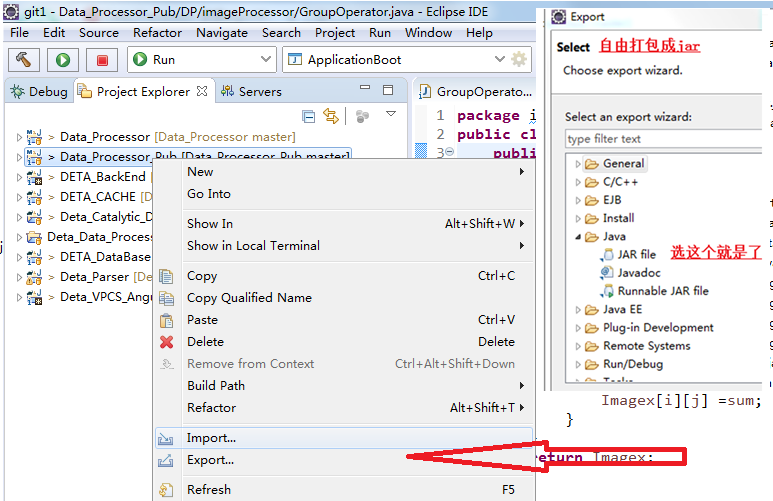 git1 - Data_Processor_Pub/DP/imageProcessor/GroupOperator.java - Eclipse IDE
File Edit Source Refactor Navigate Search Project Run Window Help
Run
ApplicationBoot
Debug
Project Explorer
Servers
> Data_Processor [Data_Processor master]
> Data_Processor_Pub [Data_Processor_Pub master]
> DETA_BackEnd [D
> DETA_CACHE [D
> Deta_Catalytic_D
Deta_Data_Proces
> DETA_DataBase
> Deta_Parser [De
> Deta_VPCS_Angu
New
Go Into
Show In Alt+Shift+W
Show in Local Terminal
Copy Ctrl+C
Copy Qualified Name
Paste Ctrl+V
Delete Delete
Remove from Context Ctrl+Alt+Shift+Down
Build Path
Refactor Alt+Shift+T
Import...
Export...
Refresh F5
GroupOperato...
1 package i
2 public cl
3 publi
Export
Select 自由打包成jar
Choose export wizard.
Select an export wizard:
type filter text
General
C/C++
EJB
Install
Java
JAR file 选这个就是了
Javadoc
Runnable JAR file
Java EE
Plug-in Development
Remote Systems
Run/Debug
Imagex[i][j] =sum;
}
return Imagex;